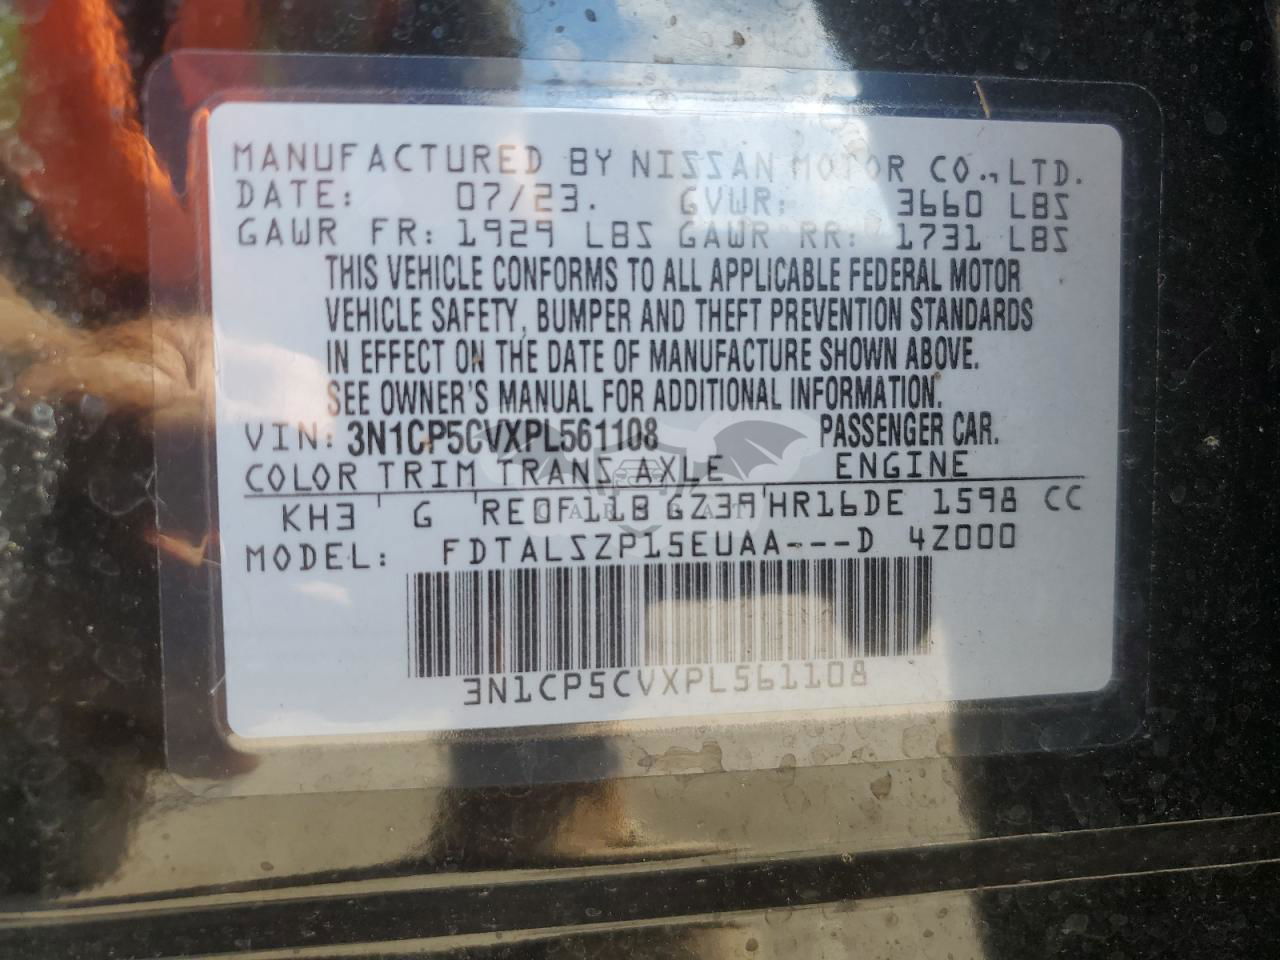 MANUFACTURED BY NISSAN MOTOR CO.,LTD.
DATE: 07/23. GVWR: 3660 LBS
GAWR FR: 1929 LBS GAWR RR: 1731 LBS
THIS VEHICLE CONFORMS TO ALL APPLICABLE FEDERAL MOTOR
VEHICLE SAFETY, BUMPER AND THEFT PREVENTION STANDARDS
IN EFFECT ON THE DATE OF MANUFACTURE SHOWN ABOVE.
SEE OWNER'S MANUAL FOR ADDITIONAL INFORMATION.
VIN: 3N1CP5CVXPL561108 PASSENGER CAR.
COLOR TRIM TRANS AXLE ENGINE
KH3 G RE0F11B GZ39 HR16DE 1598 CC
CAR BAT
MODEL: FDTALSZP15EUAA---D 4Z000
3N1CP5CVXPL561108